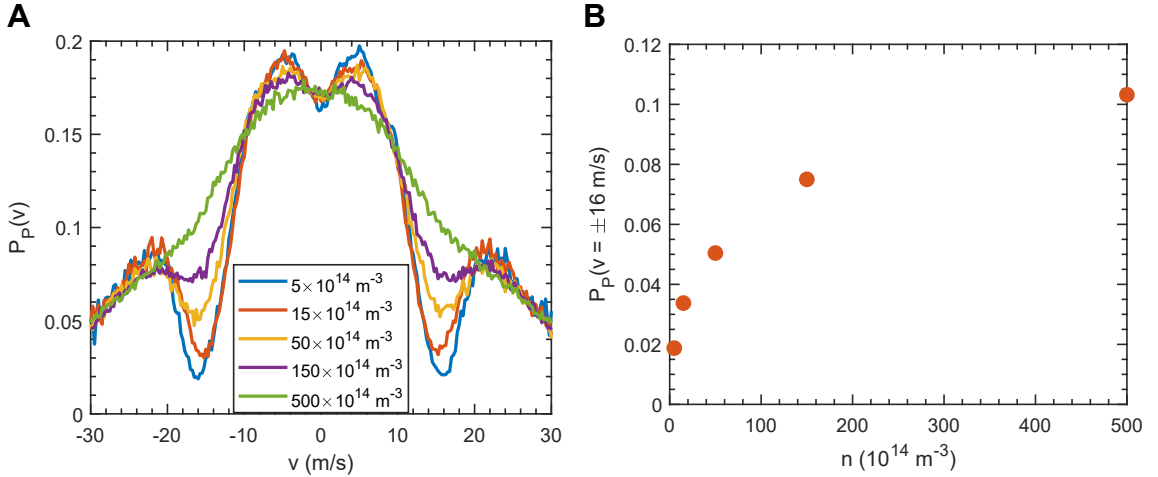 A
0.2
0.15
0.1
0.05
0
P_P(v)
-30
-20
-10
0
10
20
30
v (m/s)
5×10^14 m^-3
15×10^14 m^-3
50×10^14 m^-3
150×10^14 m^-3
500×10^14 m^-3
B
0.12
0.1
0.08
0.06
0.04
0.02
0
P_P(v = ±16 m/s)
0
100
200
300
400
500
n (10^14 m^-3)